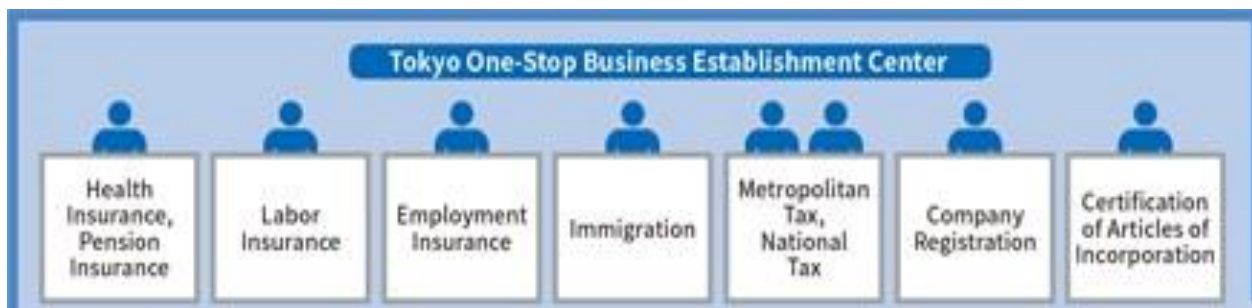 Tokyo One-Stop Business Establishment Center
Health
Insurance,
Pension
Insurance
Labor
Insurance
Employment
Insurance
Immigration
Metropolitan
Tax,
National
Tax
Company
Registration
Certification
of Articles of
Incorporation